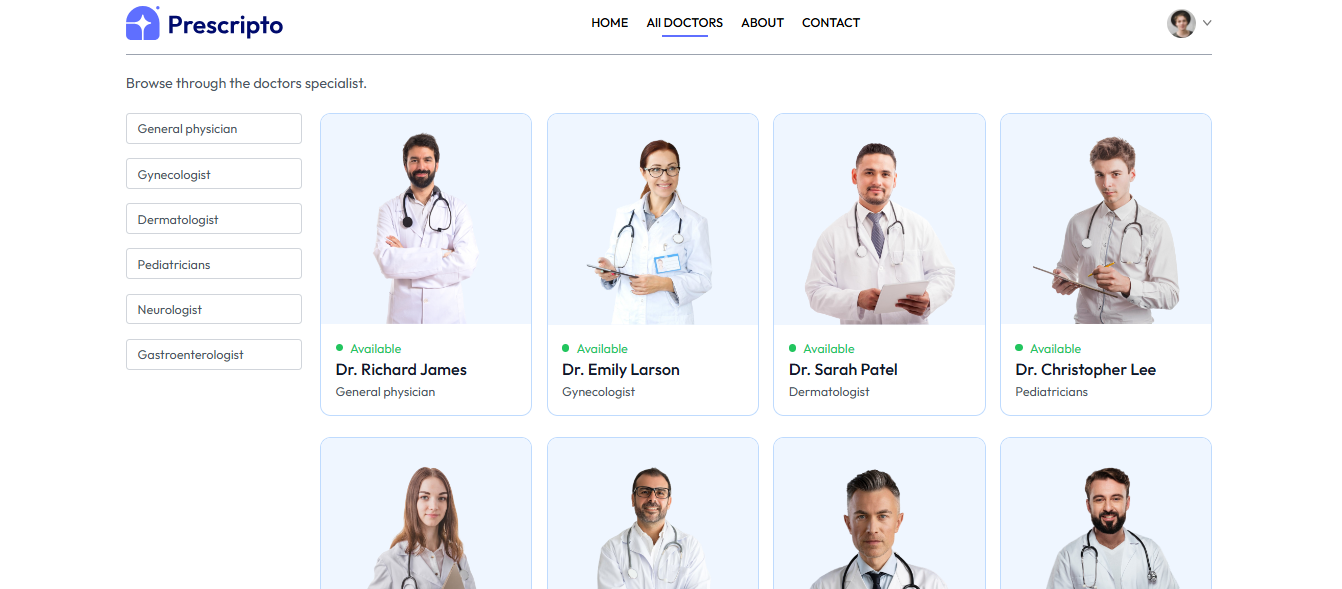 Prescripto
HOME
All DOCTORS
ABOUT
CONTACT
Browse through the doctors specialist.
General physician
Gynecologist
Dermatologist
Pediatricians
Neurologist
Gastroenterologist
Available
Dr. Richard James
General physician
Available
Dr. Emily Larson
Gynecologist
Available
Dr. Sarah Patel
Dermatologist
Available
Dr. Christopher Lee
Pediatricians